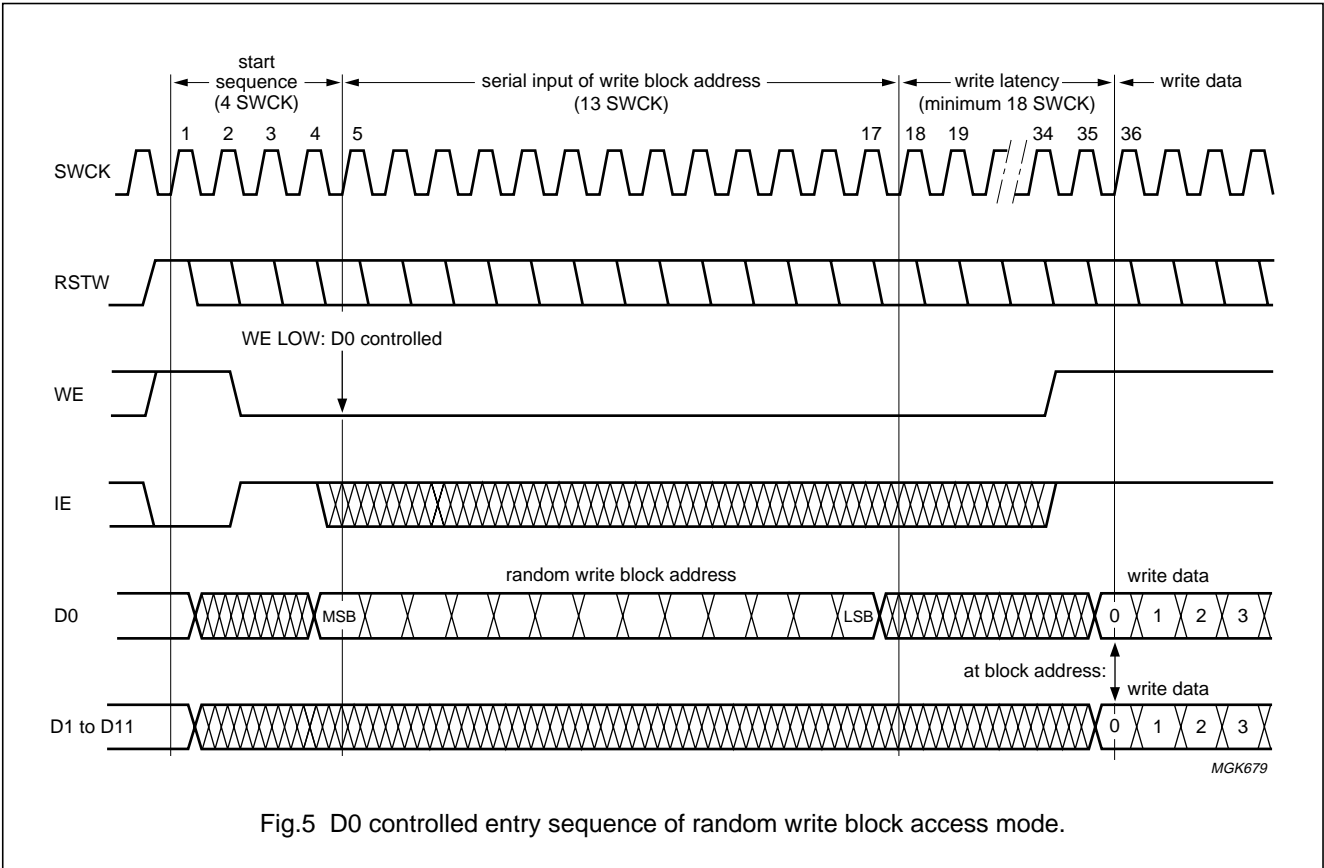 start
sequence
(4 SWCK)
serial input of write block address
(13 SWCK)
write latency
(minimum 18 SWCK)
write data
1 2 3 4 5 17 18 19 34 35 36
SWCK
RSTW
WE LOW: D0 controlled
WE
IE
random write block address
write data
D0
MSB
LSB
0 1 2 3
at block address:
write data
D1 to D11
0 1 2 3
MGK679
Fig.5 D0 controlled entry sequence of random write block access mode.